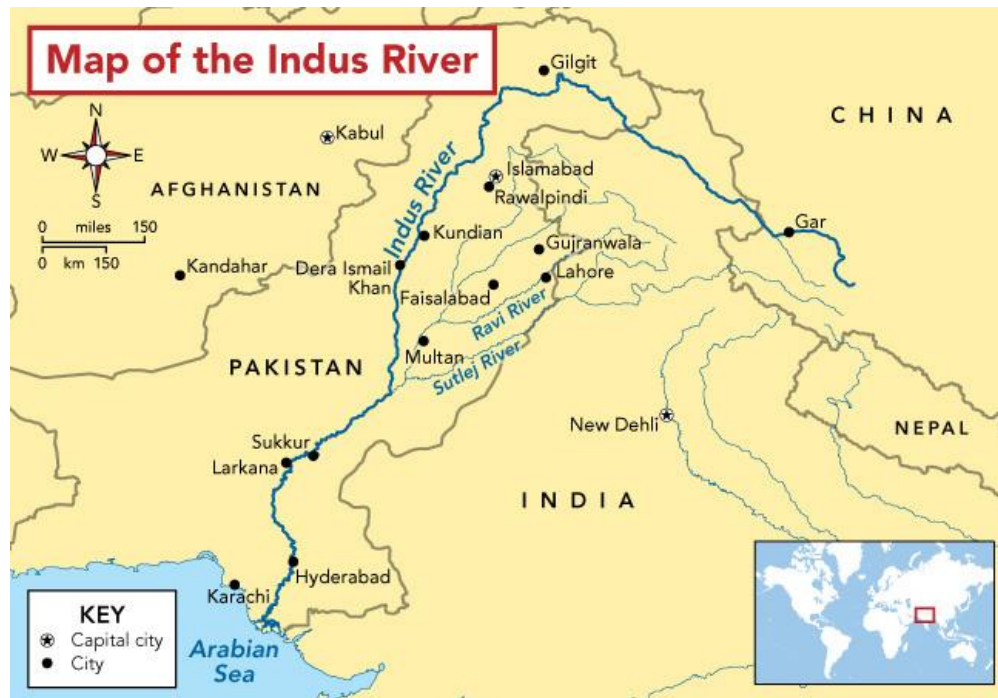 Map of the Indus River
Gilgit
CHINA
N
W E
S
Kabul
AFGHANISTAN
Indus River
Islamabad
Rawalpindi
0 miles 150
0 km 150
Kundian
Gujranwala
Gar
Kandahar
Dera Ismail
Khan
Lahore
Faisalabad
Ravi River
Multan
Sutlej River
PAKISTAN
New Dehli
NEPAL
Sukkur
Larkana
INDIA
Hyderabad
Karachi
Arabian
Sea
KEY
Capital city
City